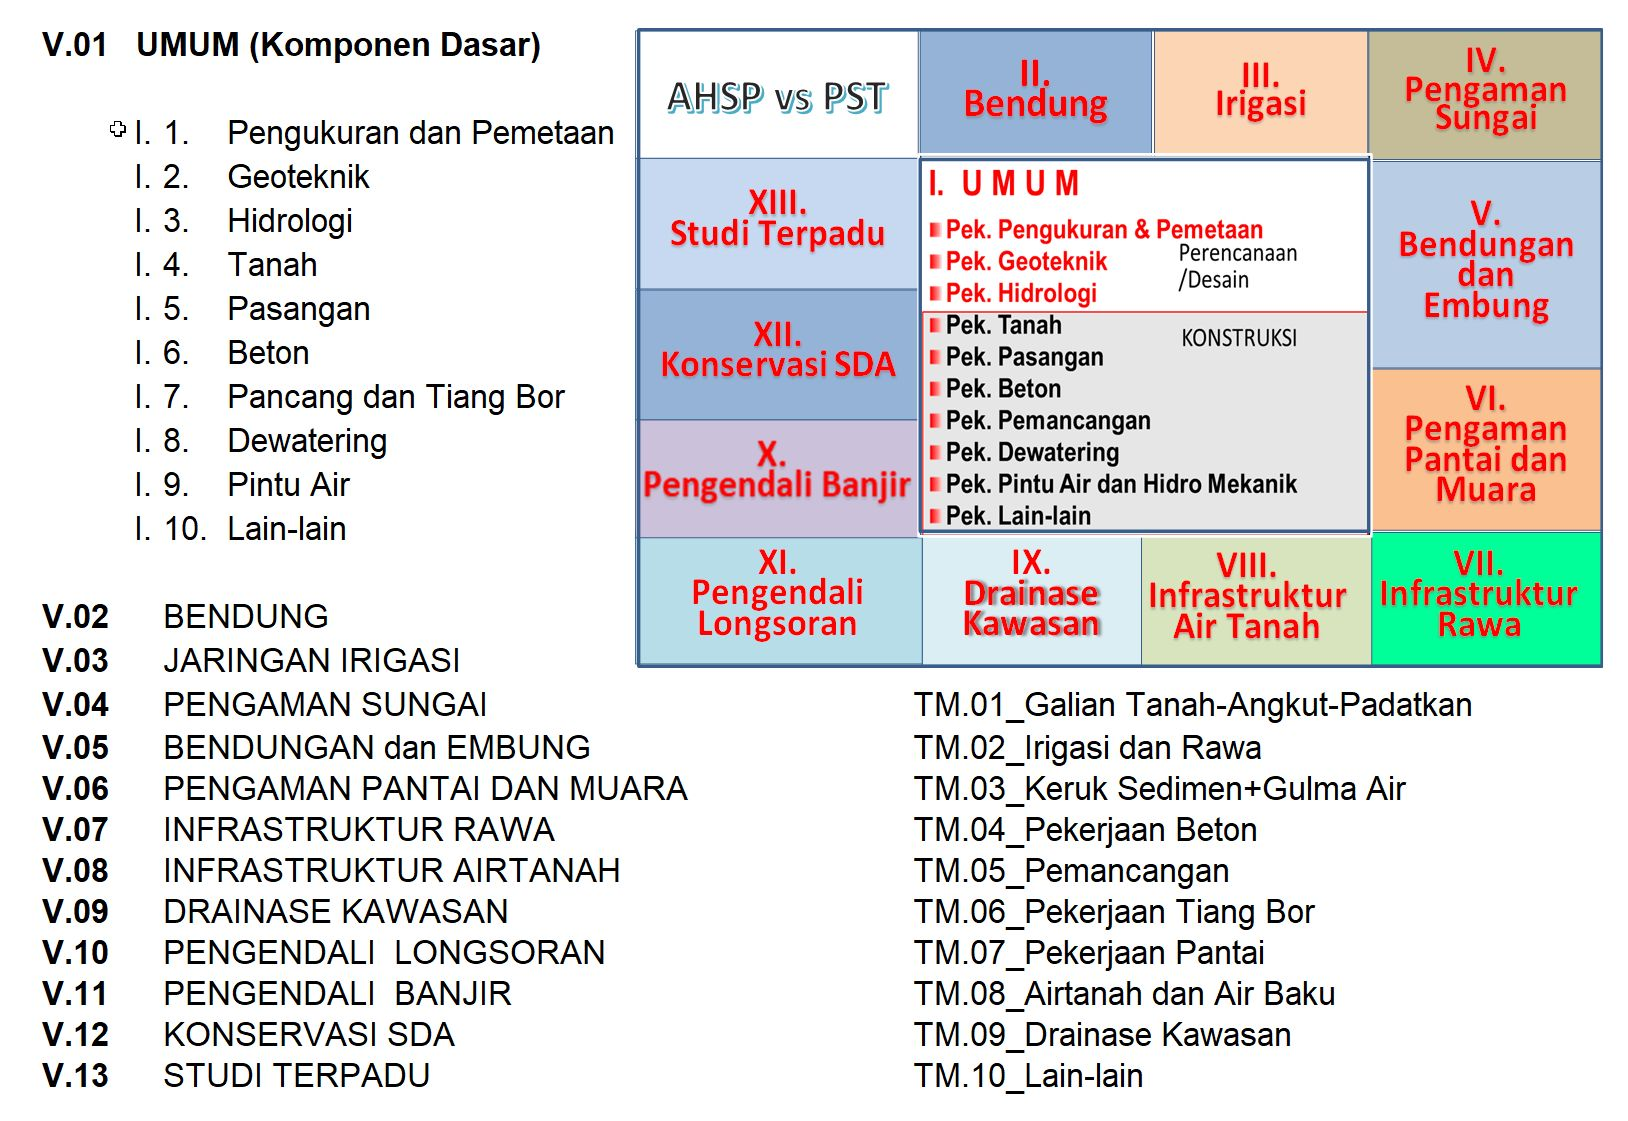 V.01 UMUM (Komponen Dasar)
I. 1. Pengukuran dan Pemetaan
I. 2. Geoteknik
I. 3. Hidrologi
I. 4. Tanah
I. 5. Pasangan
I. 6. Beton
I. 7. Pancang dan Tiang Bor
I. 8. Dewatering
I. 9. Pintu Air
I. 10. Lain-lain
AHSP vs PST
II.
Bendung
III.
Irigasi
IV.
Pengaman
Sungai
XIII.
Studi Terpadu
I. U M U M
Pek. Pengukuran & Pemetaan
Pek. Geoteknik
Pek. Hidrologi
Perencanaan
/Desain
Pek. Tanah
Pek. Pasangan
Pek. Beton
Pek. Pemancangan
Pek. Dewatering
Pek. Pintu Air dan Hidro Mekanik
Pek. Lain-lain
KONSTRUKSI
V.
Bendungan
dan
Embung
XII.
Konservasi SDA
VI.
Pengaman
Pantai dan
Muara
X.
Pengendali Banjir
XI.
Pengendali
Longsoran
IX.
Drainase
Kawasan
VIII.
Infrastruktur
Air Tanah
VII.
Infrastruktur
Rawa
V.02 BENDUNG
V.03 JARINGAN IRIGASI
V.04 PENGAMAN SUNGAI
V.05 BENDUNGAN dan EMBUNG
V.06 PENGAMAN PANTAI DAN MUARA
V.07 INFRASTRUKTUR RAWA
V.08 INFRASTRUKTUR AIRTANAH
V.09 DRAINASE KAWASAN
V.10 PENGENDALI LONGSORAN
V.11 PENGENDALI BANJIR
V.12 KONSERVASI SDA
V.13 STUDI TERPADU
TM.01_Galian Tanah-Angkut-Padatkan
TM.02_Irigasi dan Rawa
TM.03_Keruk Sedimen+Gulma Air
TM.04_Pekerjaan Beton
TM.05_Pemancangan
TM.06_Pekerjaan Tiang Bor
TM.07_Pekerjaan Pantai
TM.08_Airtanah dan Air Baku
TM.09_Drainase Kawasan
TM.10_Lain-lain